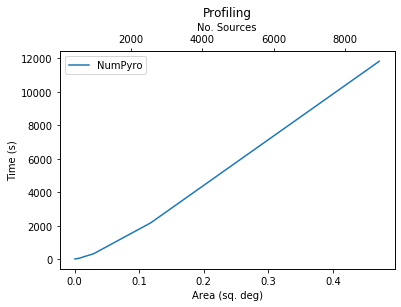 Profiling
No. Sources
2000 4000 6000 8000
NumPyro
12000
10000
8000
6000
4000
2000
0
Time (s)
0.0 0.1 0.2 0.3 0.4
Area (sq. deg)